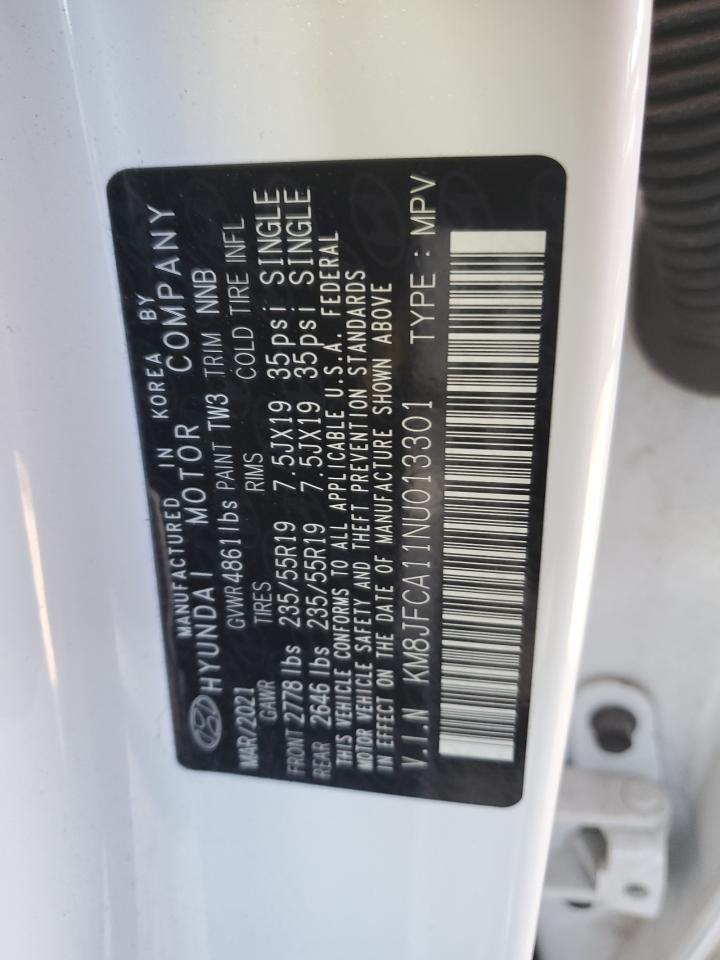 MANUFACTURED IN KOREA BY
HYUNDAI MOTOR COMPANY
MAR/2021 GVWR 4861 lbs PAINT TW3 TRIM NNB
GAWR TIRES RIMS COLD TIRE INFL
FRONT 2778 lbs 235/55R19 7.5JX19 35psi SINGLE
REAR 2646 lbs 235/55R19 7.5JX19 35psi SINGLE
THIS VEHICLE CONFORMS TO ALL APPLICABLE U.S.A. FEDERAL
MOTOR VEHICLE SAFETY AND THEFT PREVENTION STANDARDS
IN EFFECT ON THE DATE OF MANUFACTURE SHOWN ABOVE
V.I.N KM8JFCA11NU013301 TYPE : MPV